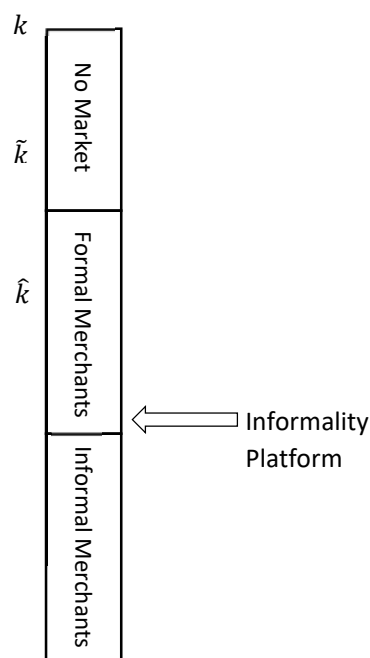 k
No Market
k̃
Formal Merchants
k̂
Informality
Platform
Informal Merchants